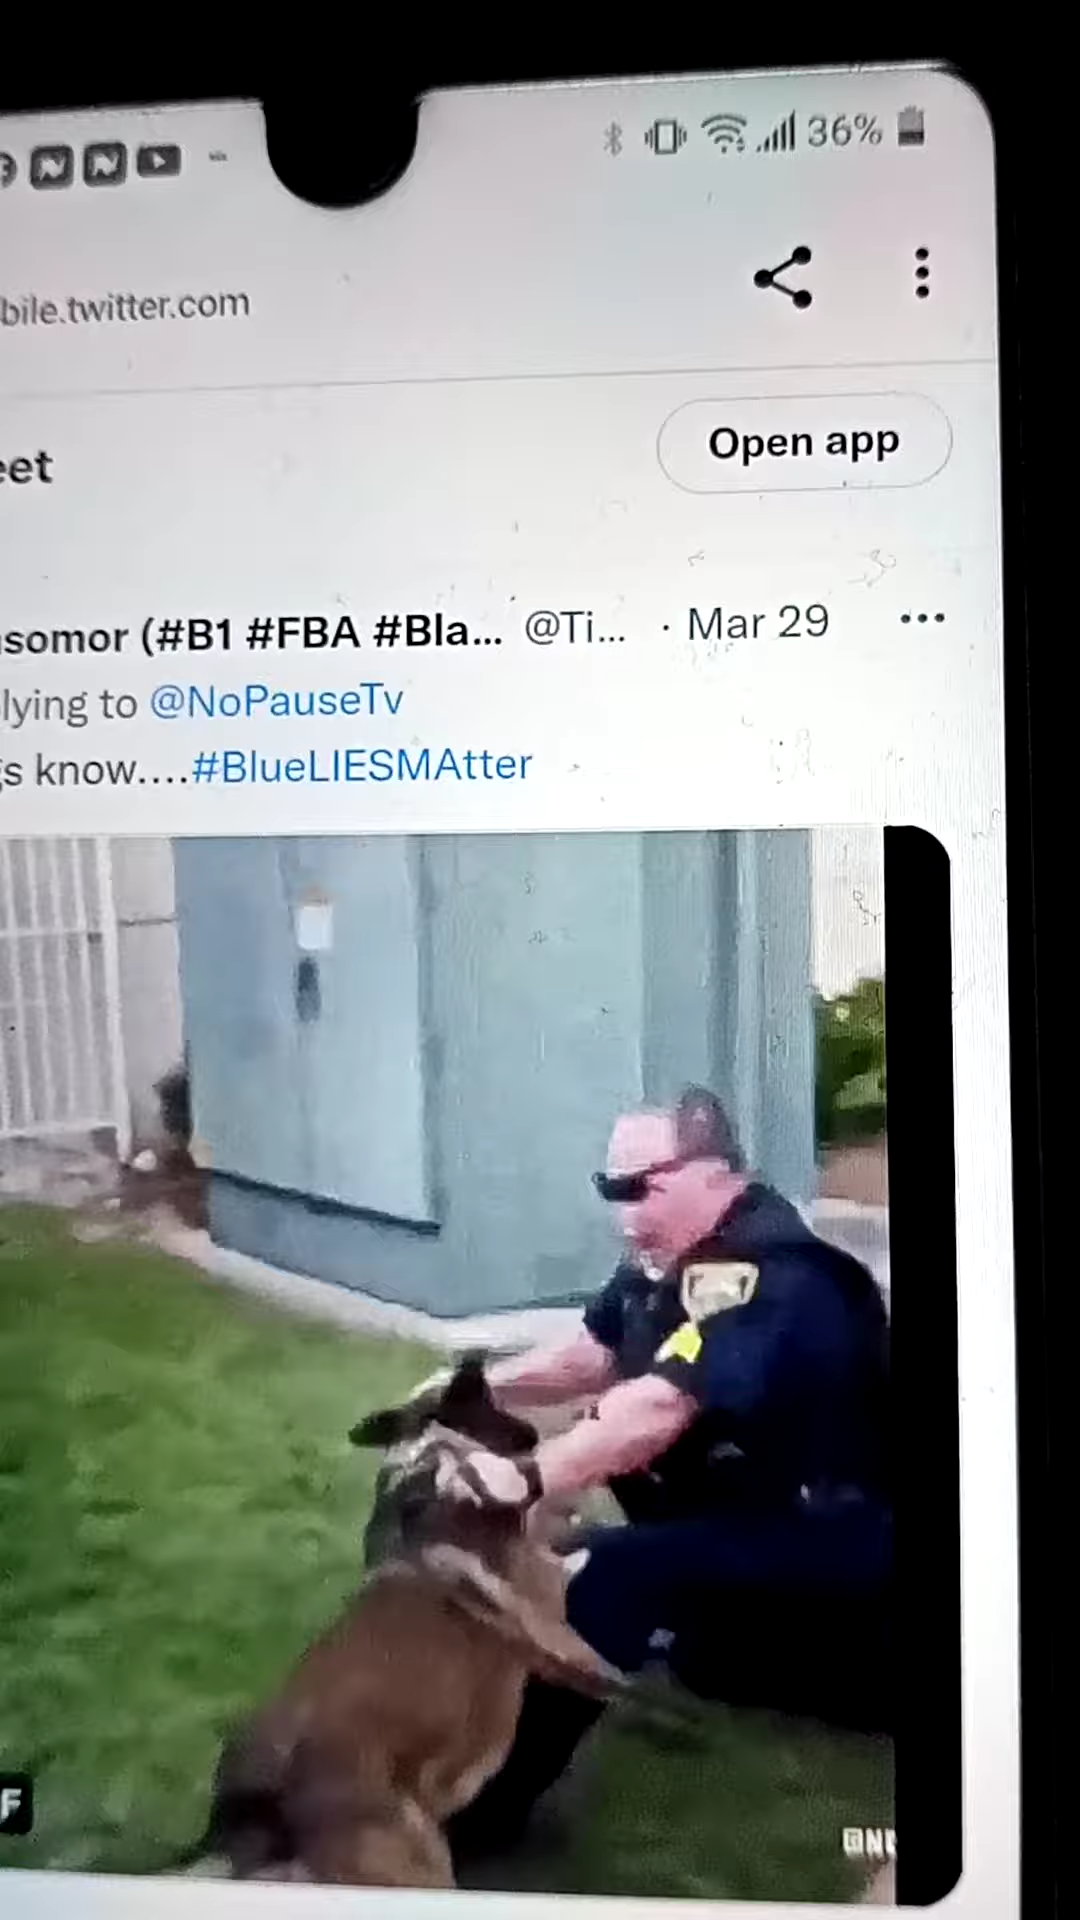 36%
bile.twitter.com
eet
Open app
somor (#B1 #FBA #Bla... @Ti... · Mar 29 ...
lying to @NoPauseTv
s know....#BlueLIESMAtter
F